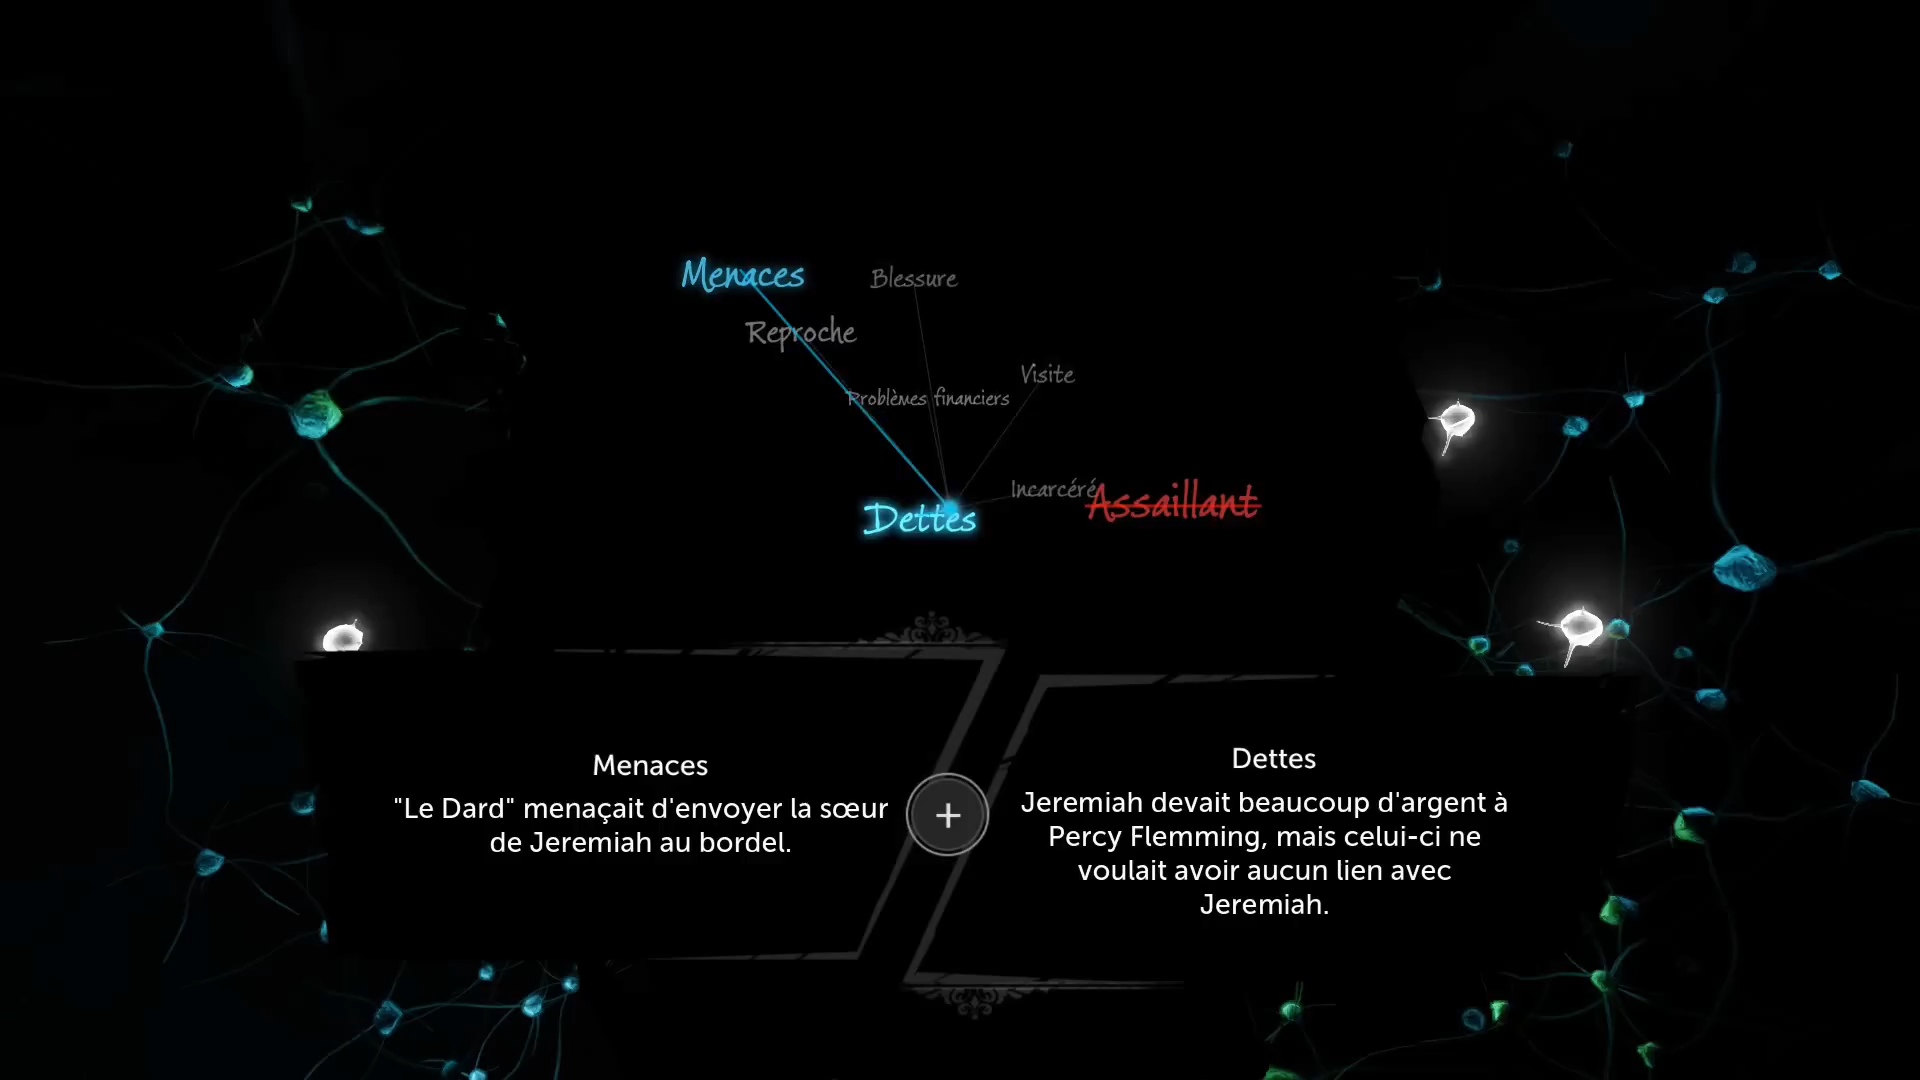 Menaces
Blessure
Reproche
Visite
Problèmes financiers
Incarcéré
Assaillant
Dettes
Menaces
"Le Dard" menaçait d'envoyer la sœur
de Jeremiah au bordel.
+
Dettes
Jeremiah devait beaucoup d'argent à
Percy Flemming, mais celui-ci ne
voulait avoir aucun lien avec
Jeremiah.